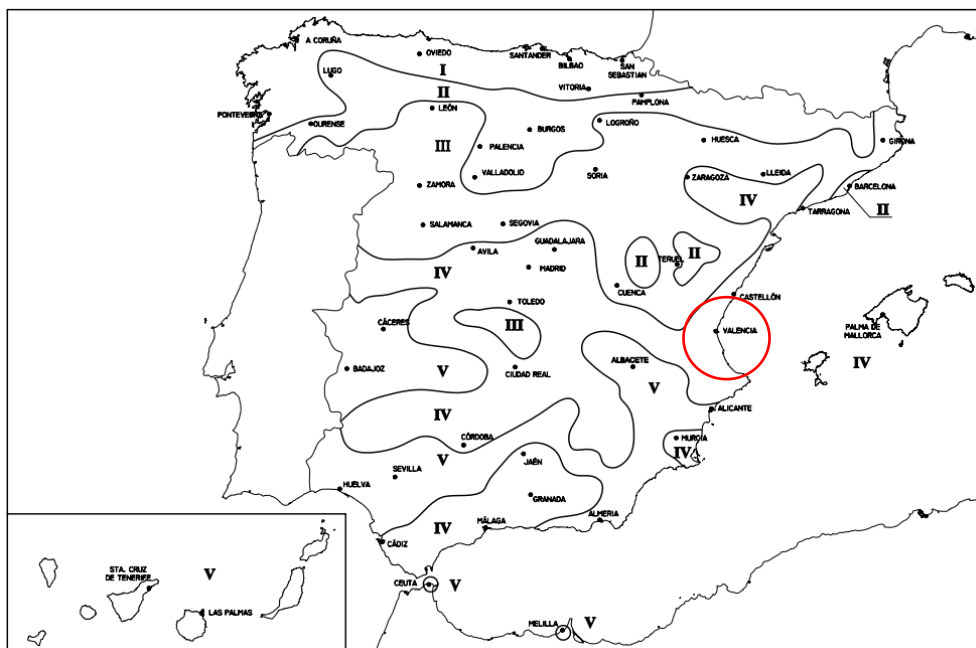 A CORUÑA
OVIEDO
SANTANDER
BILBAO
SAN
SEBASTIAN
LUGO
I
VITORIA
PAMPLONA
II
PONTEVEDRA
LEÓN
OURENSE
LOGROÑO
BURGOS
HUESCA
GIRONA
III
PALENCIA
VALLADOLID
SORIA
ZARAGOZA
LLEIDA
ZAMORA
IV
BARCELONA
TARRAGONA
II
SALAMANCA
SEGOVIA
AVILA
GUADALAJARA
IV
MADRID
II
TERUEL
II
CUENCA
TOLEDO
CASTELLÓN
CÁCERES
III
VALENCIA
PALMA DE
MALLORCA
IV
BADAJOZ
V
CIUDAD REAL
ALBACETE
V
IV
ALICANTE
CÓRDOBA
MURCIA
IV
V
JAÉN
SEVILLA
HUELVA
GRANADA
IV
MÁLAGA
ALMERIA
CÁDIZ
STA. CRUZ
DE TENERIFE
V
LAS PALMAS
CEUTA
V
MELILLA
V